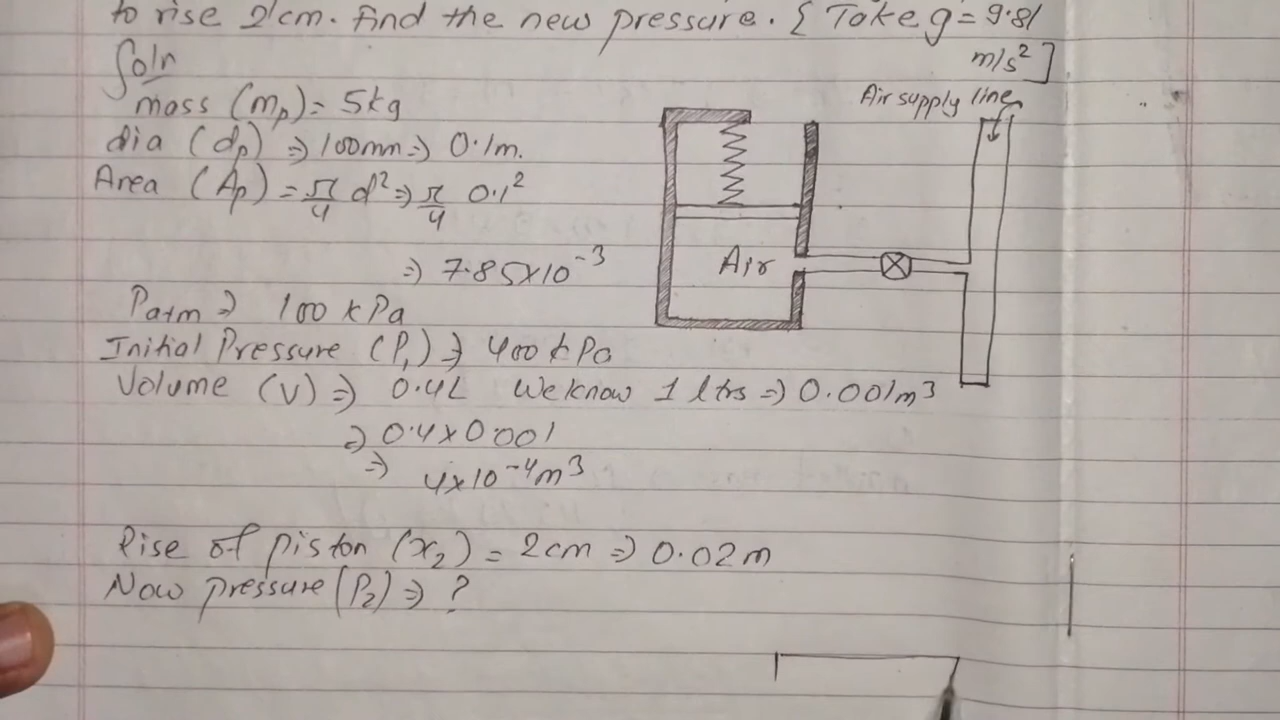 to rise 2cm. Find the new pressure. { Take g = 9.81
m/s² ]
Soln
mass (mp) = 5kg
dia (dp) ⇒ 100mm ⇒ 0.1m.
Area (Ap) = π/4 d² ⇒ π/4 0.1²
⇒ 7.85×10⁻³
Patm ⇒ 100 kPa
Initial Pressure (P₁) ⇒ 400 kPa
Volume (V) ⇒ 0.4L We know 1 ltrs ⇒ 0.001m³
⇒ 0.4×0.001
⇒ 4×10⁻⁴m³
Rise of piston (x₂) = 2cm ⇒ 0.02m
Now pressure (P₂) ⇒ ?
Air supply line
Air